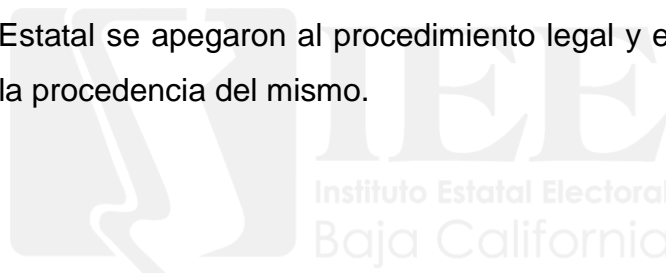 Estatal se apegaron al procedimiento legal y e
la procedencia del mismo.
IEE
Instituto Estatal Electoral
Baja California